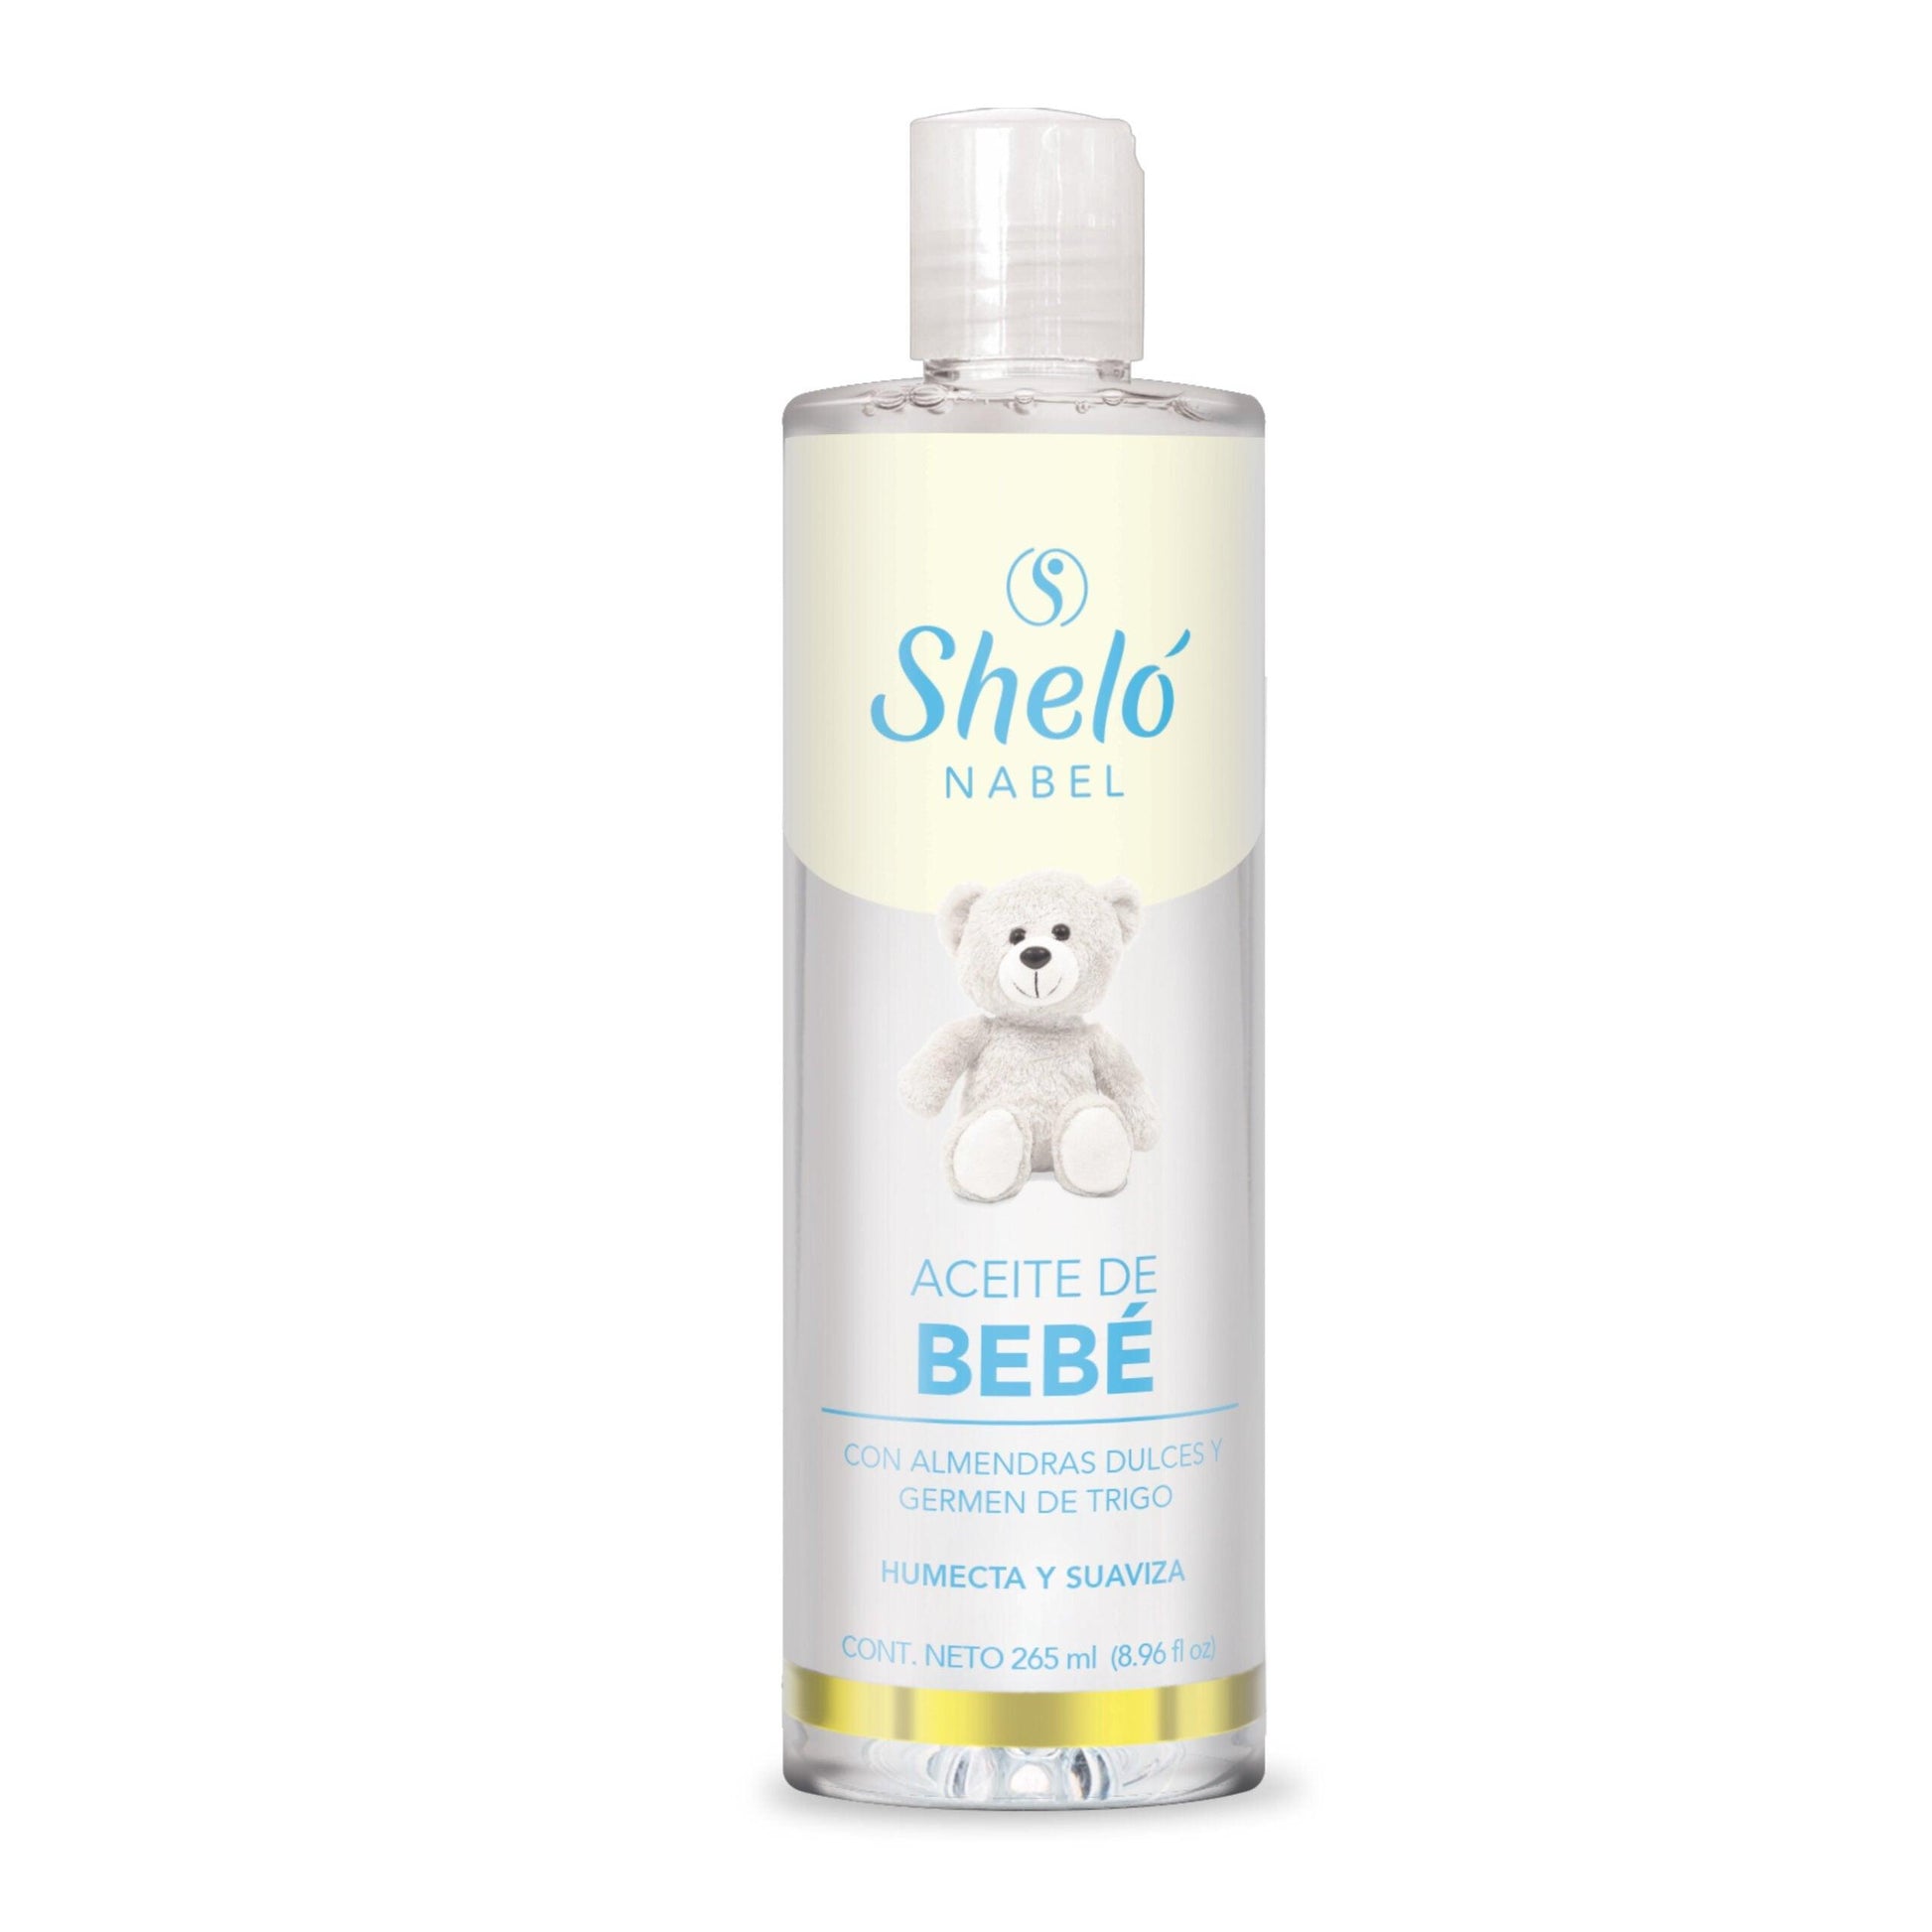 Sheló
NABEL
ACEITE DE
BEBÉ
CON ALMENDRAS DULCES Y
GERMEN DE TRIGO
HUMECTA Y SUAVIZA
CONT. NETO 265 ml (8.96 fl oz)